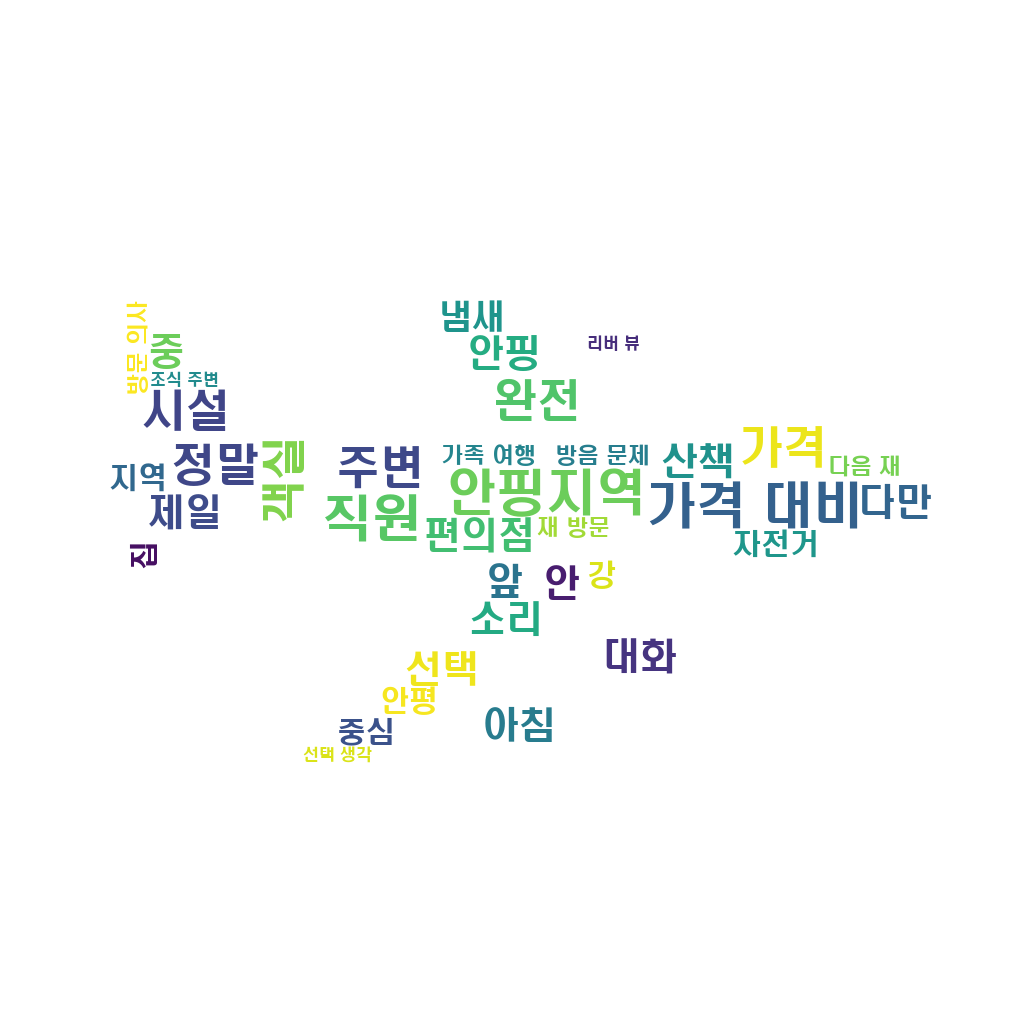 방문 의사
냄새
중
안핑
리버 뷰
조식 주변
시설
완전
가격
객실
정말
주변
가족 여행
방음 문제
산책
다음 재
지역
안핑지역
가격 대비
다만
제일
직원
편의점
재 방문
자전거
집
앞
안
강
소리
대화
선택
안평
아침
중심
선택 생각